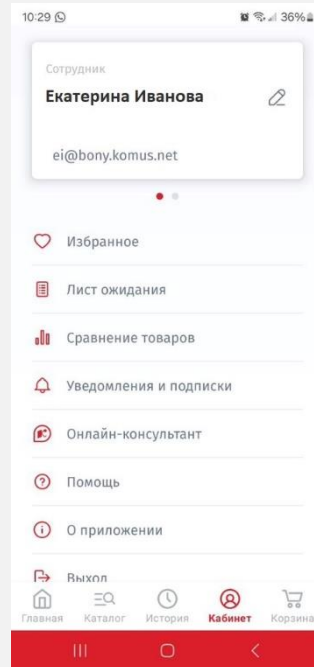 10:29 36%
Сотрудник
Екатерина Иванова
ei@bony.komus.net
Избранное
Лист ожидания
Сравнение товаров
Уведомления и подписки
Онлайн-консультант
Помощь
О приложении
Выход
Главная Каталог История Кабинет Корзина